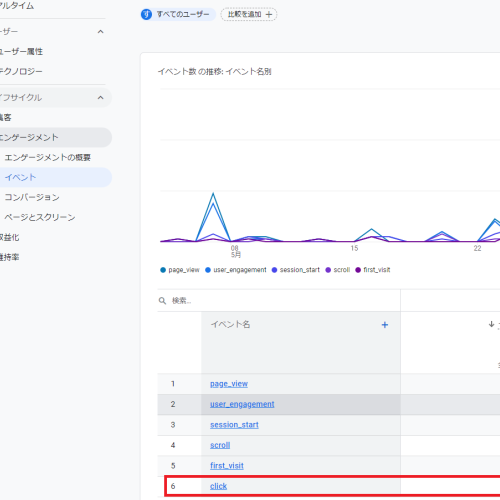 アルタイム
ーザー
ユーザー属性
テクノロジー
イフサイクル
集客
エンゲージメント
エンゲージメントの概要
イベント
コンバージョン
ページとスクリーン
収益化
維持率
す すべてのユーザー 比較を追加 +
イベント数 の推移: イベント名別
08 15 22
5月
page_view user_engagement session_start scroll first_visit
検索...
イベント名 +
1 page_view
2 user_engagement
3 session_start
4 scroll
5 first_visit
6 click